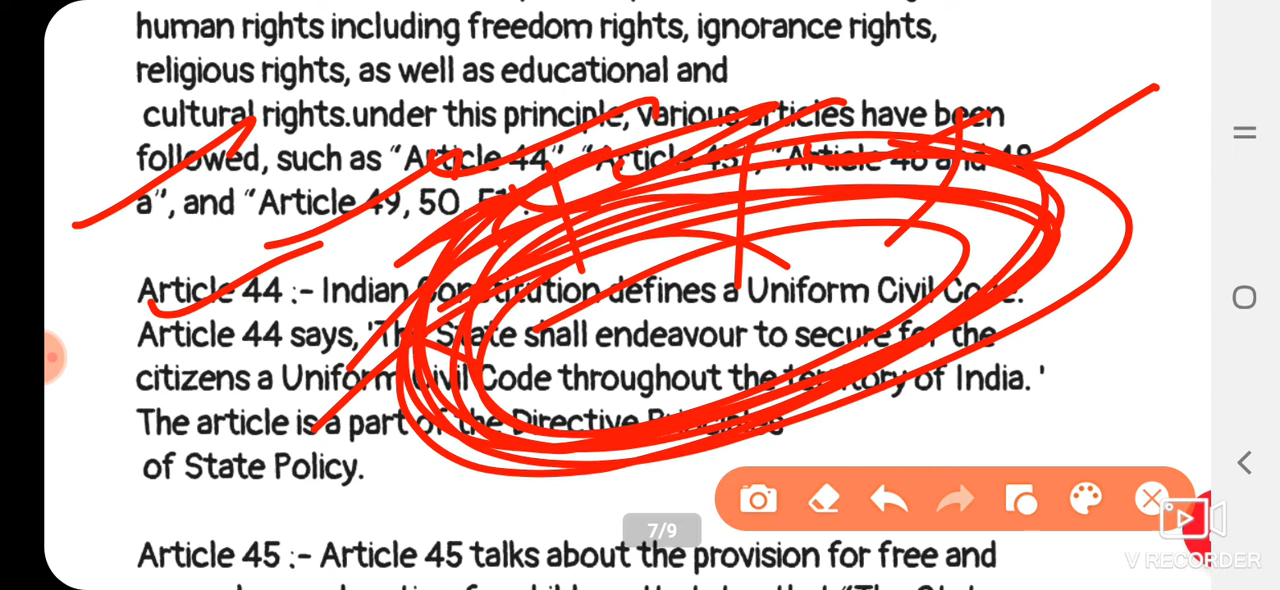 human rights including freedom rights, ignorance rights,
religious rights, as well as educational and
cultural rights.under this principle, various articles have been
followed, such as “Article 44”, “Article 45”, “Article 48 and 48
a”, and “Article 49, 50, 51”.
Article 44 :- Indian Constitution defines a Uniform Civil Code.
Article 44 says, 'The State shall endeavour to secure for the
citizens a Uniform Civil Code throughout the territory of India. '
The article is a part of the Directive Principles
of State Policy.
7/9
Article 45 :- Article 45 talks about the provision for free and
V RECORDER